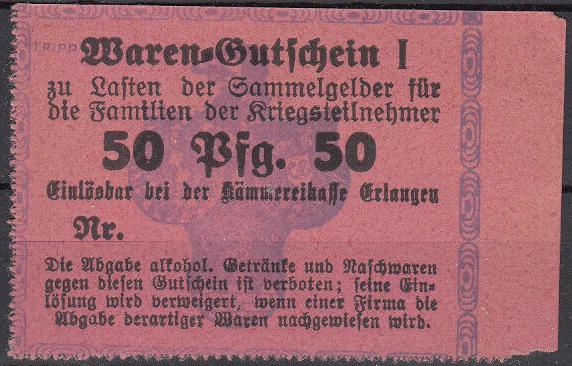 TRIPP
Waren-Gutschein I
zu Lasten der Sammelgelder für
die Familien der Kriegsteilnehmer
50 Pfg. 50
Einlösbar bei der Kämmereikasse Erlangen
Nr.
Die Abgabe alkohol. Getränke und Naschwaren
gegen diesen Gutschein ist verboten; seine Ein-
lösung wird verweigert, wenn einer Firma die
Abgabe derartiger Waren nachgewiesen wird.